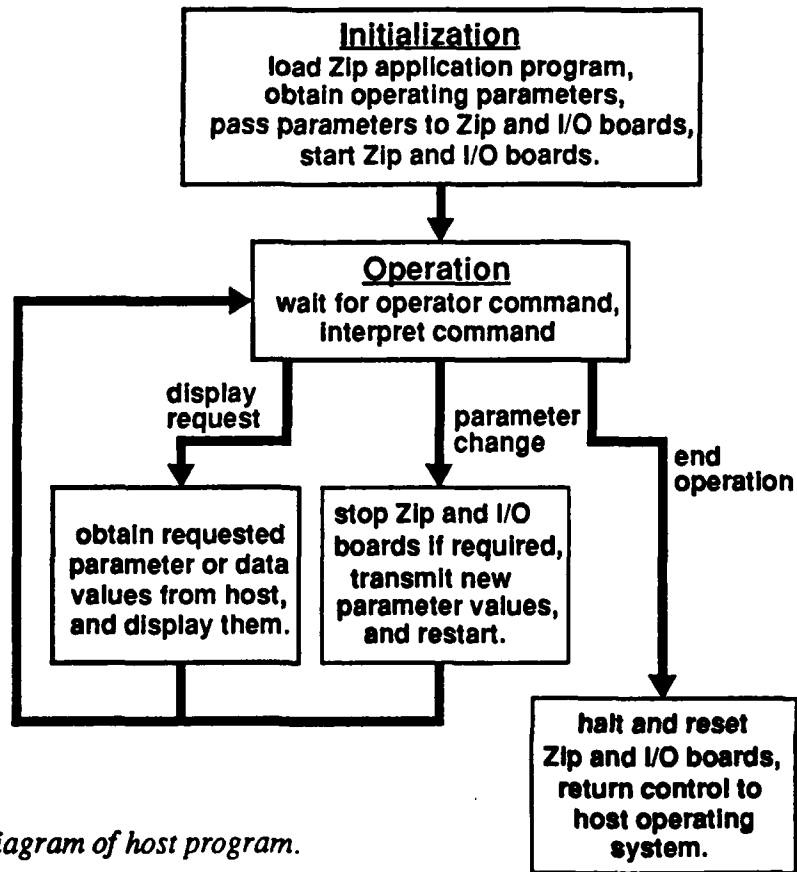 Initialization
load Zip application program,
obtain operating parameters,
pass parameters to Zip and I/O boards,
start Zip and I/O boards.
Operation
wait for operator command,
interpret command
display
request
parameter
change
end
operation
obtain requested
parameter or data
values from host,
and display them.
stop Zip and I/O
boards if required,
transmit new
parameter values,
and restart.
halt and reset
Zip and I/O boards,
return control to
host operating
system.
iagram of host program.